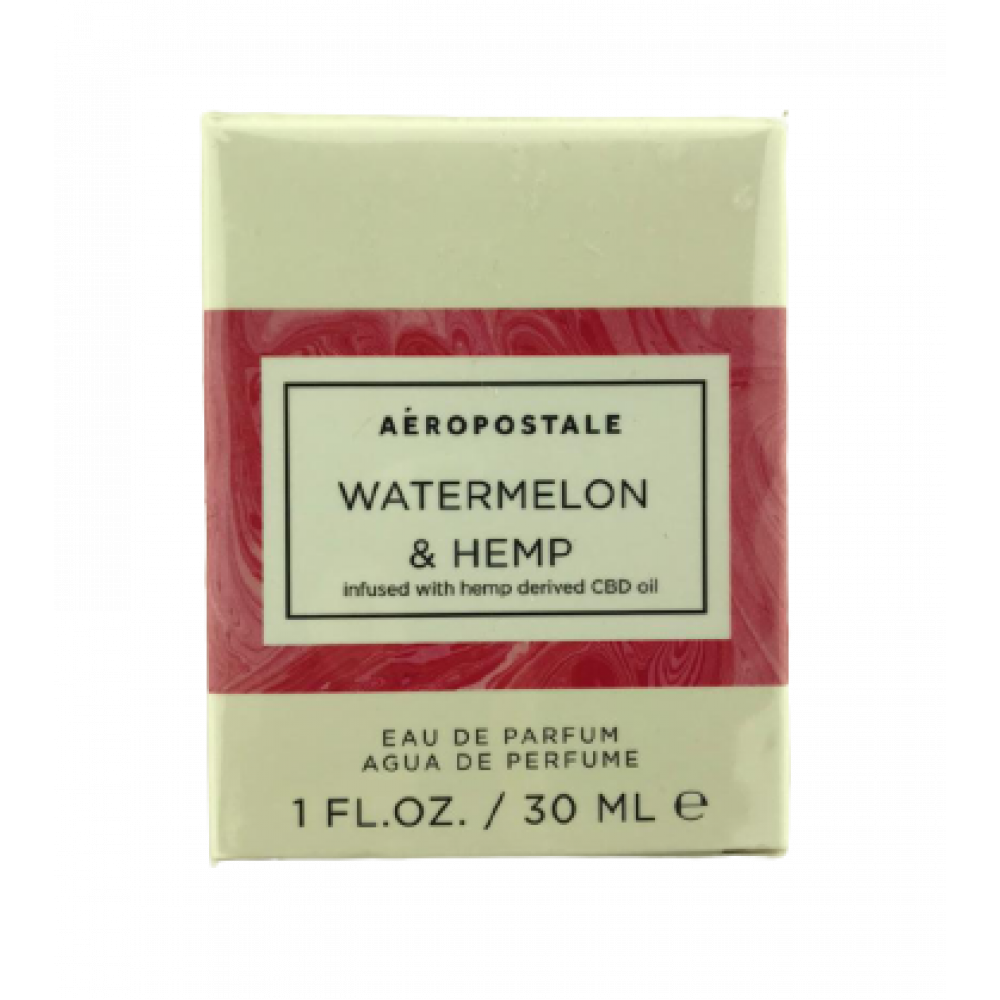 AÉROPOSTALE
WATERMELON
& HEMP
infused with hemp derived CBD oil
EAU DE PARFUM
AGUA DE PERFUME
1 FL.OZ. / 30 ML ℮